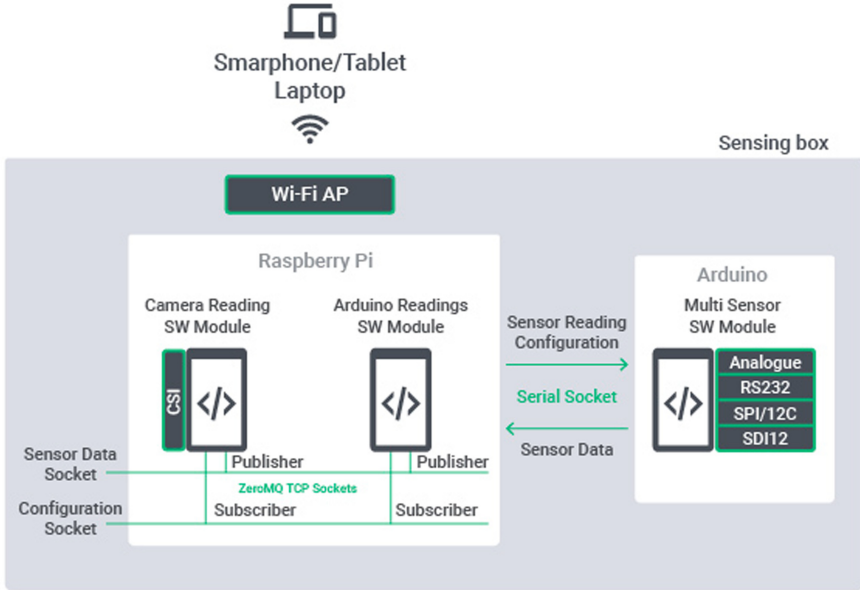 Smarphone/Tablet
Laptop
Sensing box
Wi-Fi AP
Raspberry Pi
Camera Reading
SW Module
Arduino Readings
SW Module
CSI
</>
</>
Sensor Data
Socket
Publisher
Publisher
ZeroMQ TCP Sockets
Configuration
Socket
Subscriber
Subscriber
Sensor Reading
Configuration
Serial Socket
Sensor Data
Arduino
Multi Sensor
SW Module
</>
Analogue
RS232
SPI/12C
SDI12